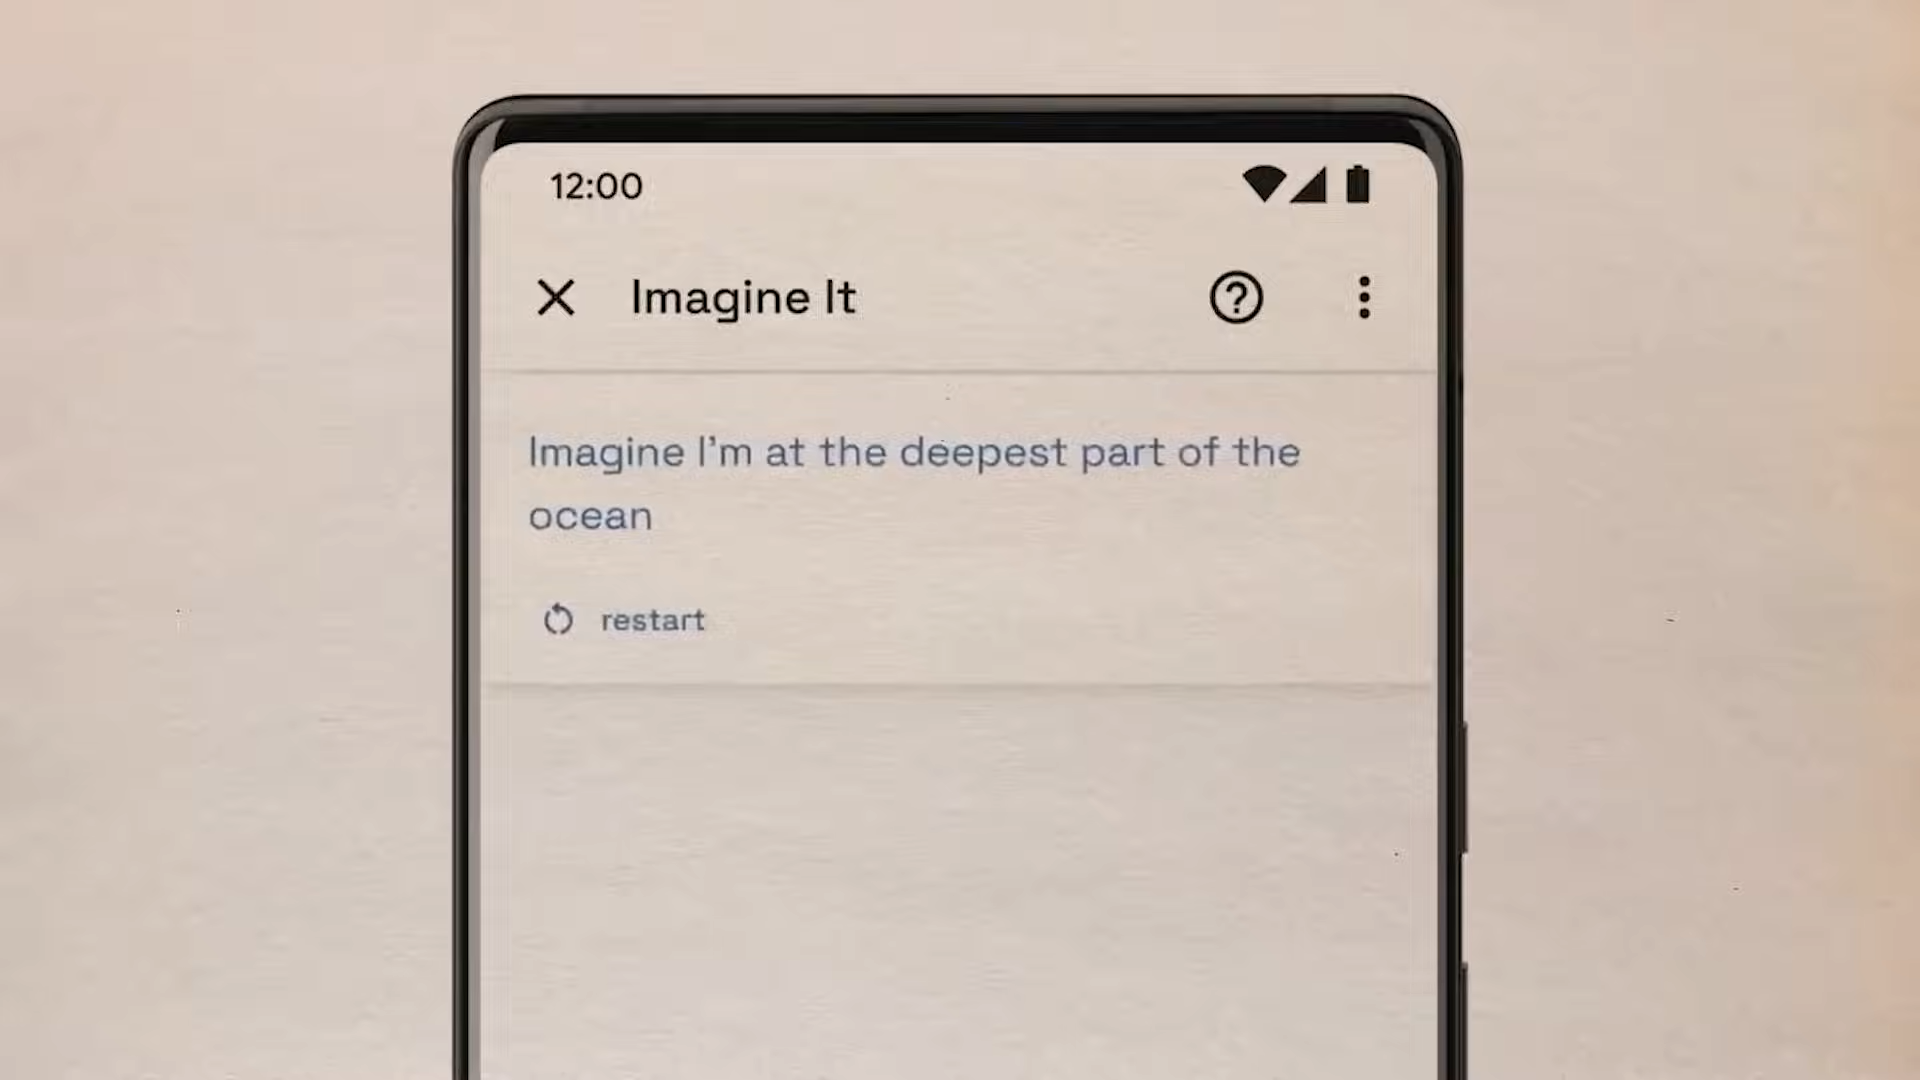 12:00
Imagine It
Imagine I'm at the deepest part of the
ocean
restart